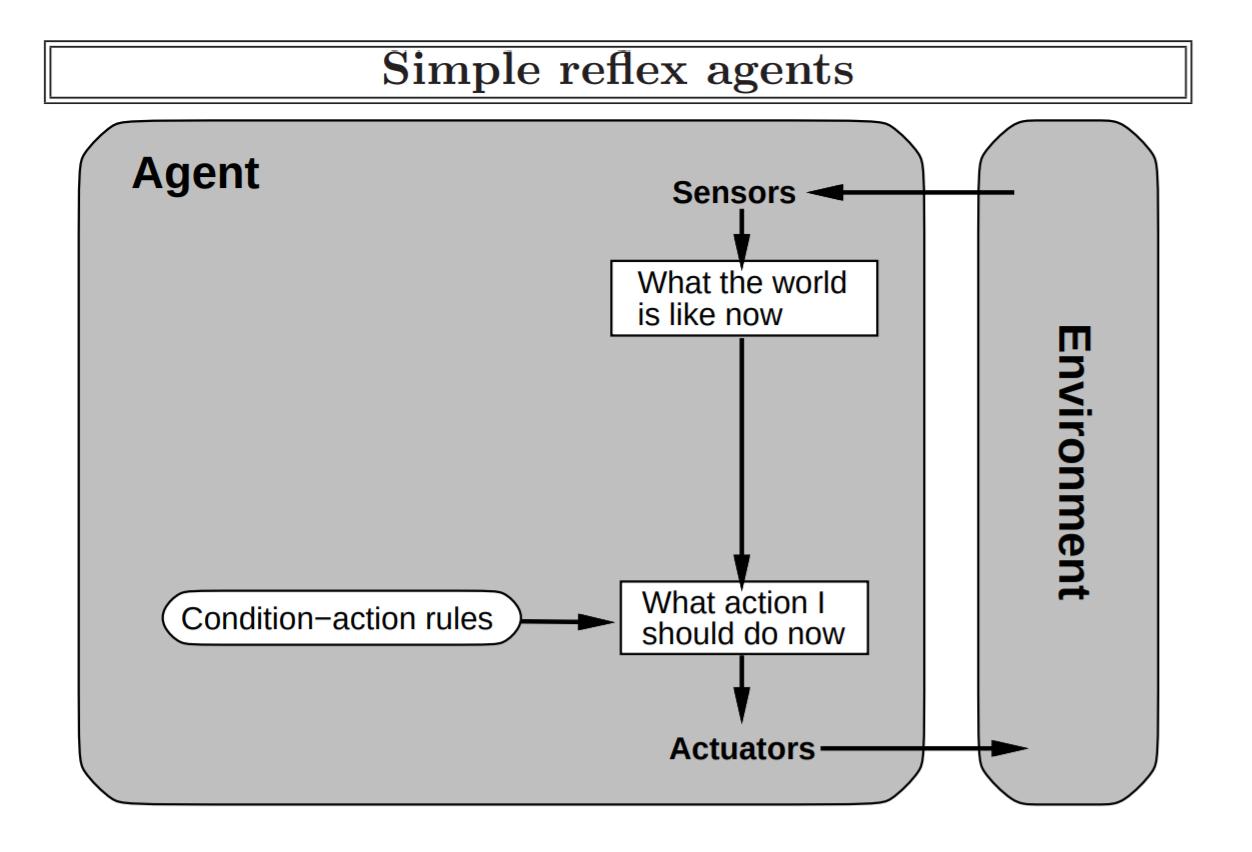 Simple reflex agents
Agent
Sensors
What the world
is like now
Environment
Condition−action rules
What action I
should do now
Actuators